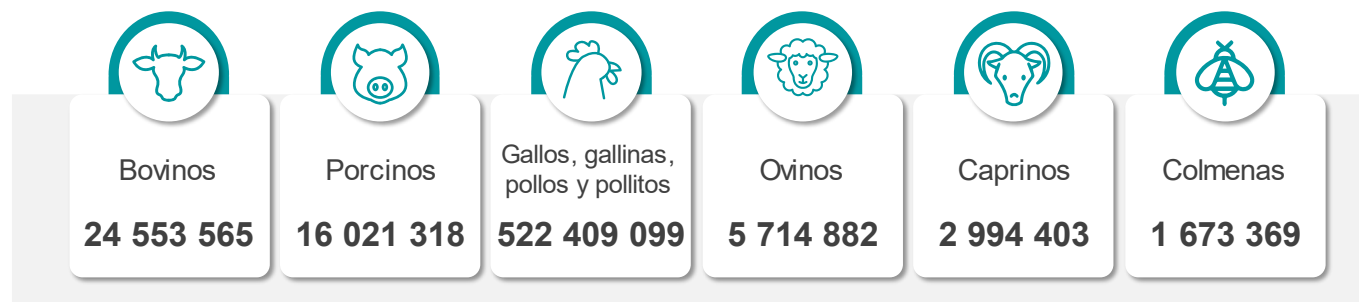 Bovinos
24 553 565
Porcinos
16 021 318
Gallos, gallinas,
pollos y pollitos
522 409 099
Ovinos
5 714 882
Caprinos
2 994 403
Colmenas
1 673 369